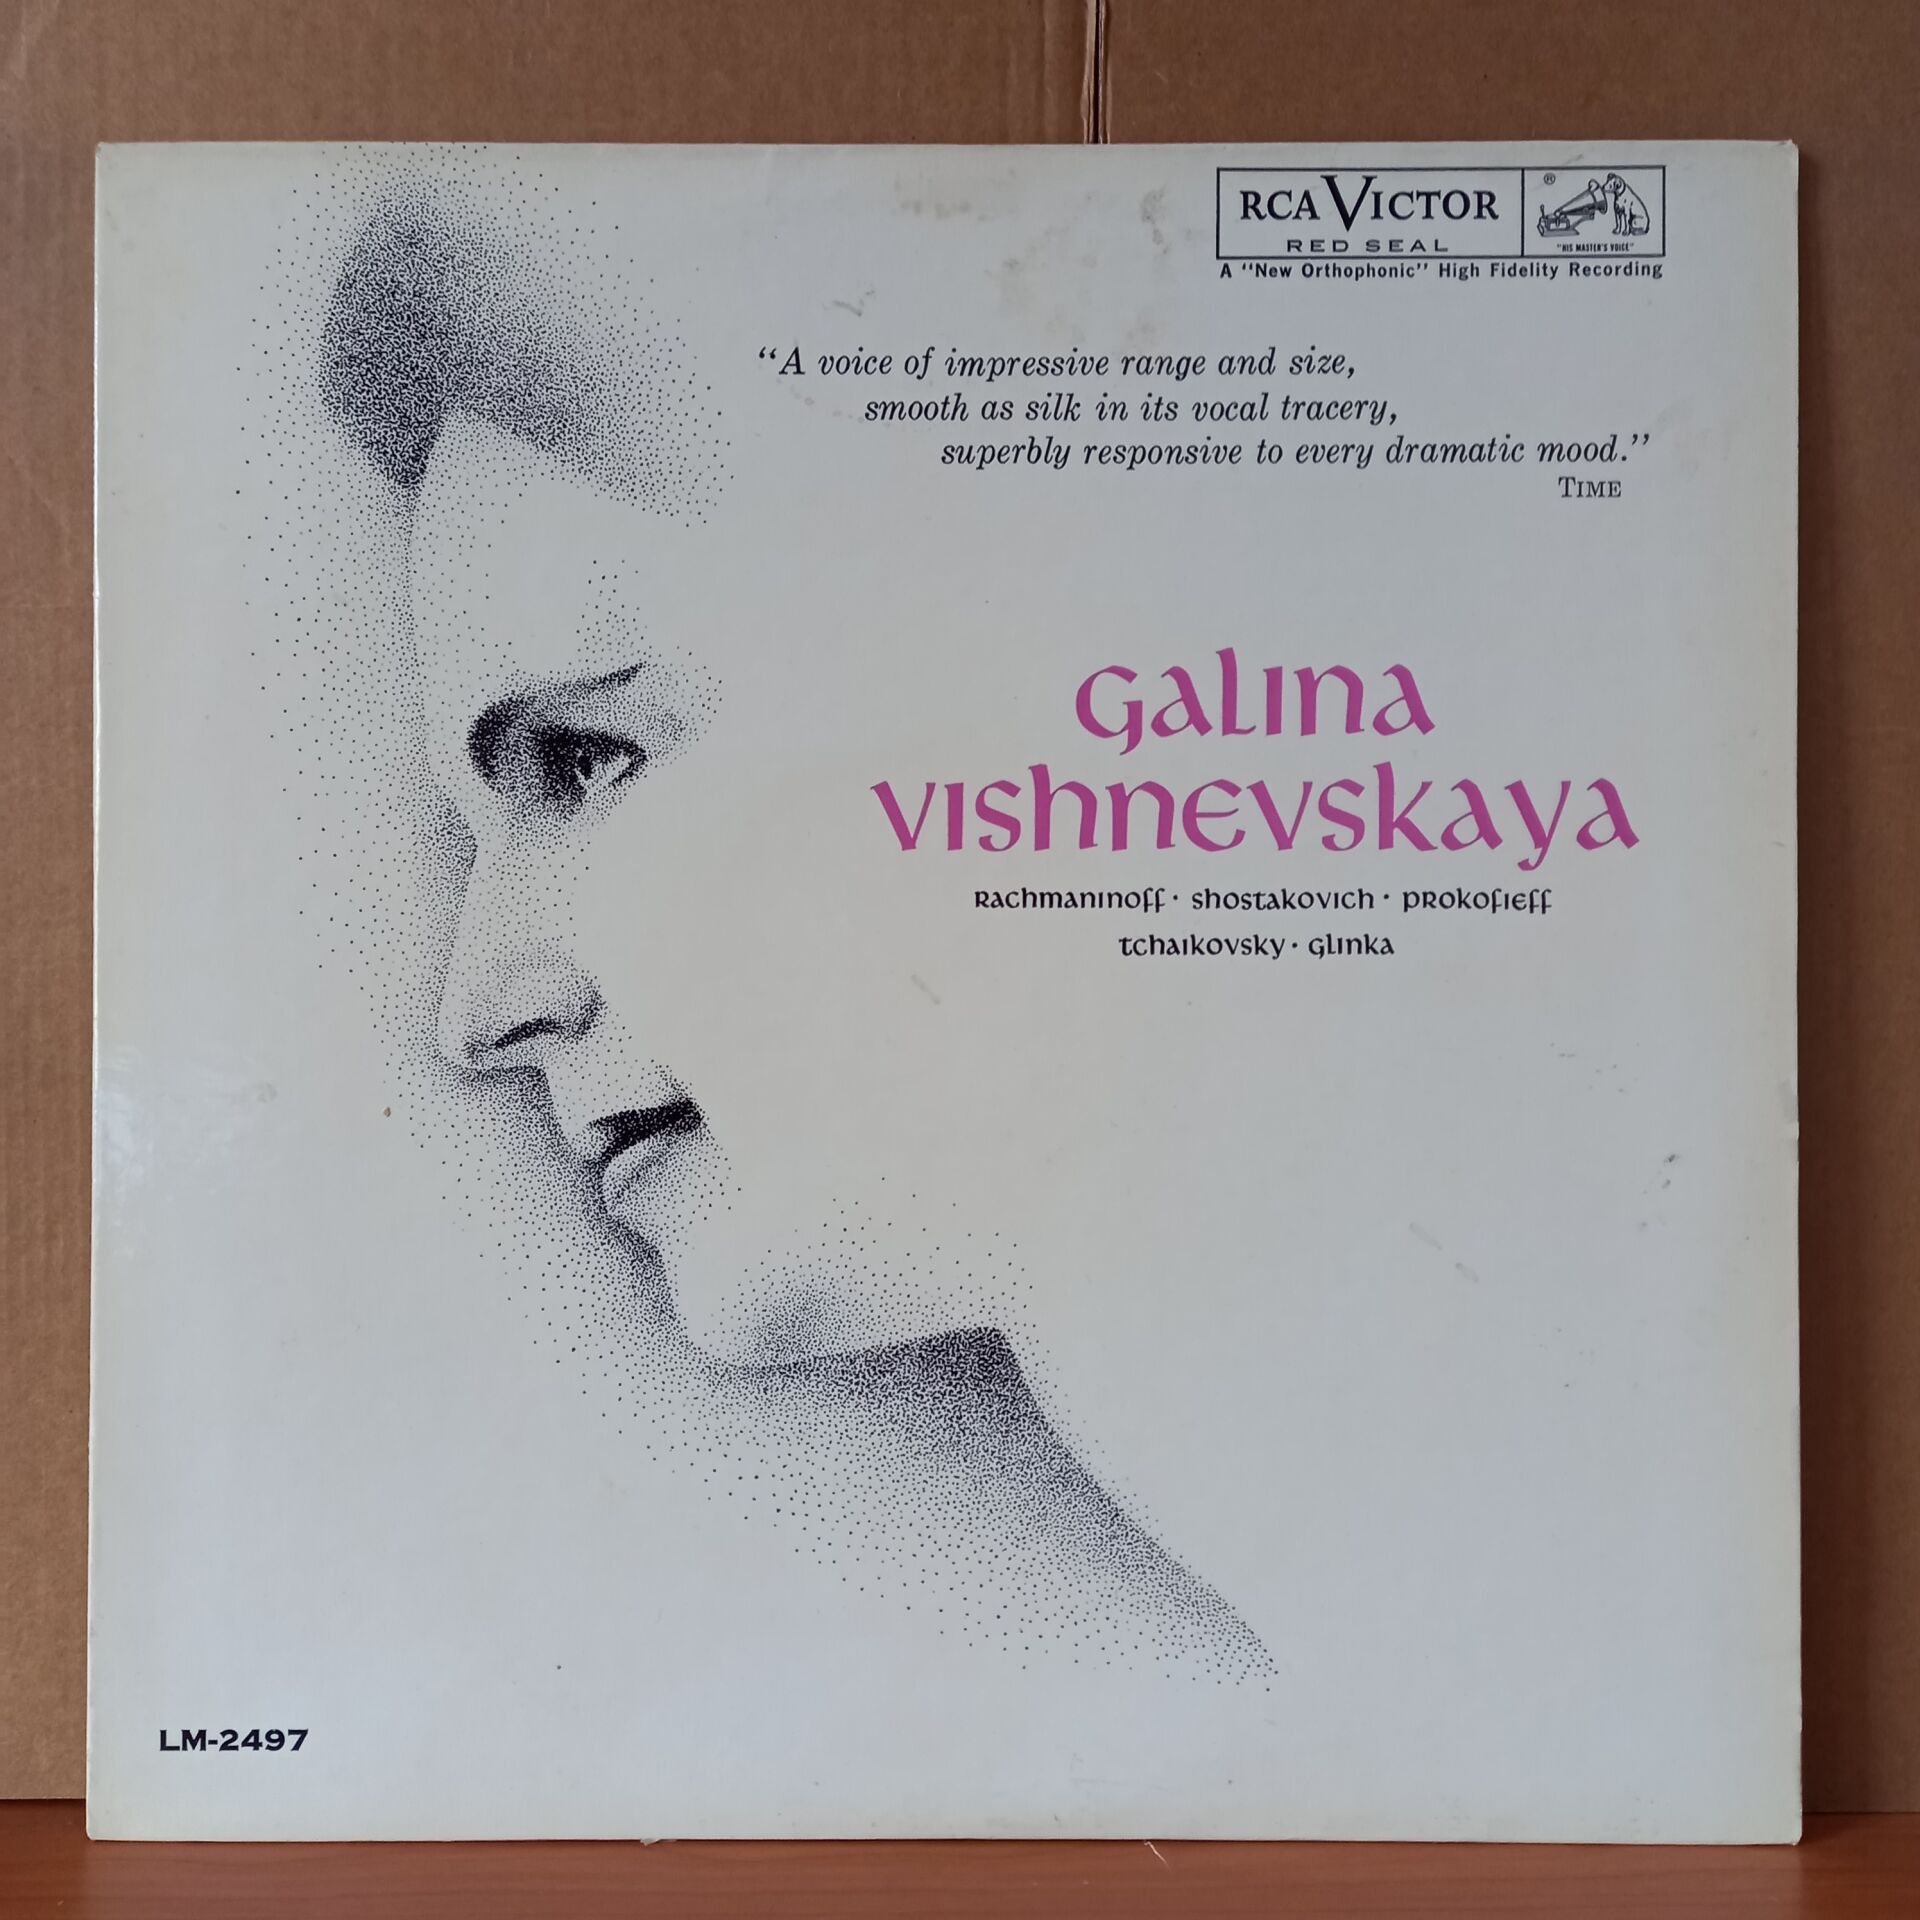 RCA VICTOR
RED SEAL
®
"HIS MASTER'S VOICE"
A "New Orthophonic" High Fidelity Recording
"A voice of impressive range and size,
smooth as silk in its vocal tracery,
superbly responsive to every dramatic mood."
TIME
Galina
Vishnevskaya
Rachmaninoff · Shostakovich · Prokofieff
Tchaikovsky · Glinka
LM-2497